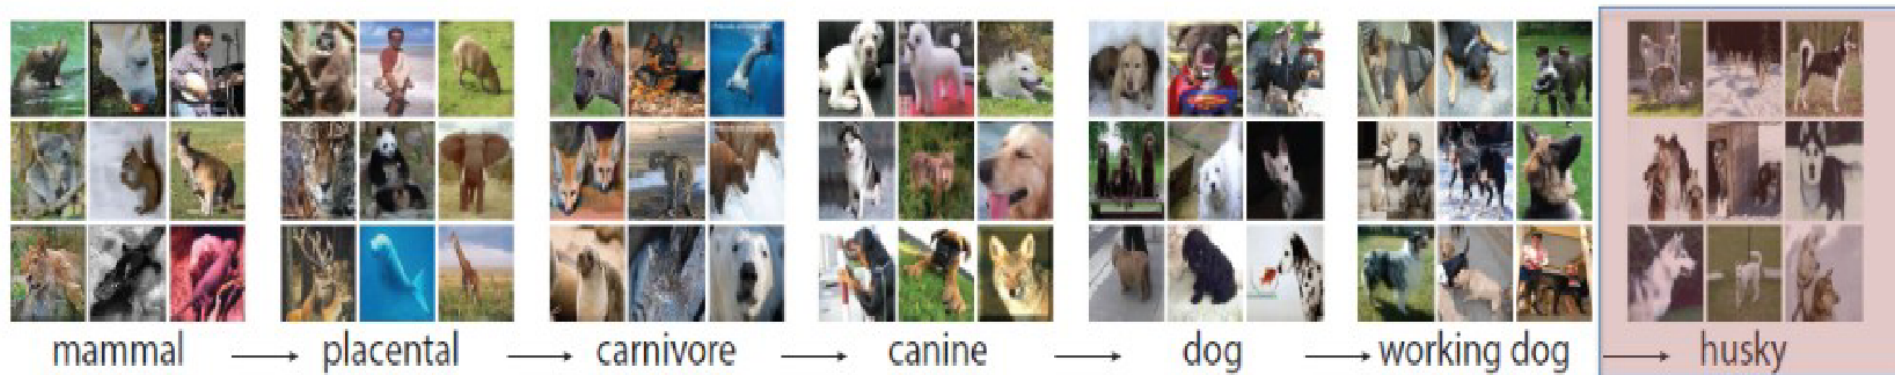 mammal → placental → carnivore → canine → dog → working dog → husky